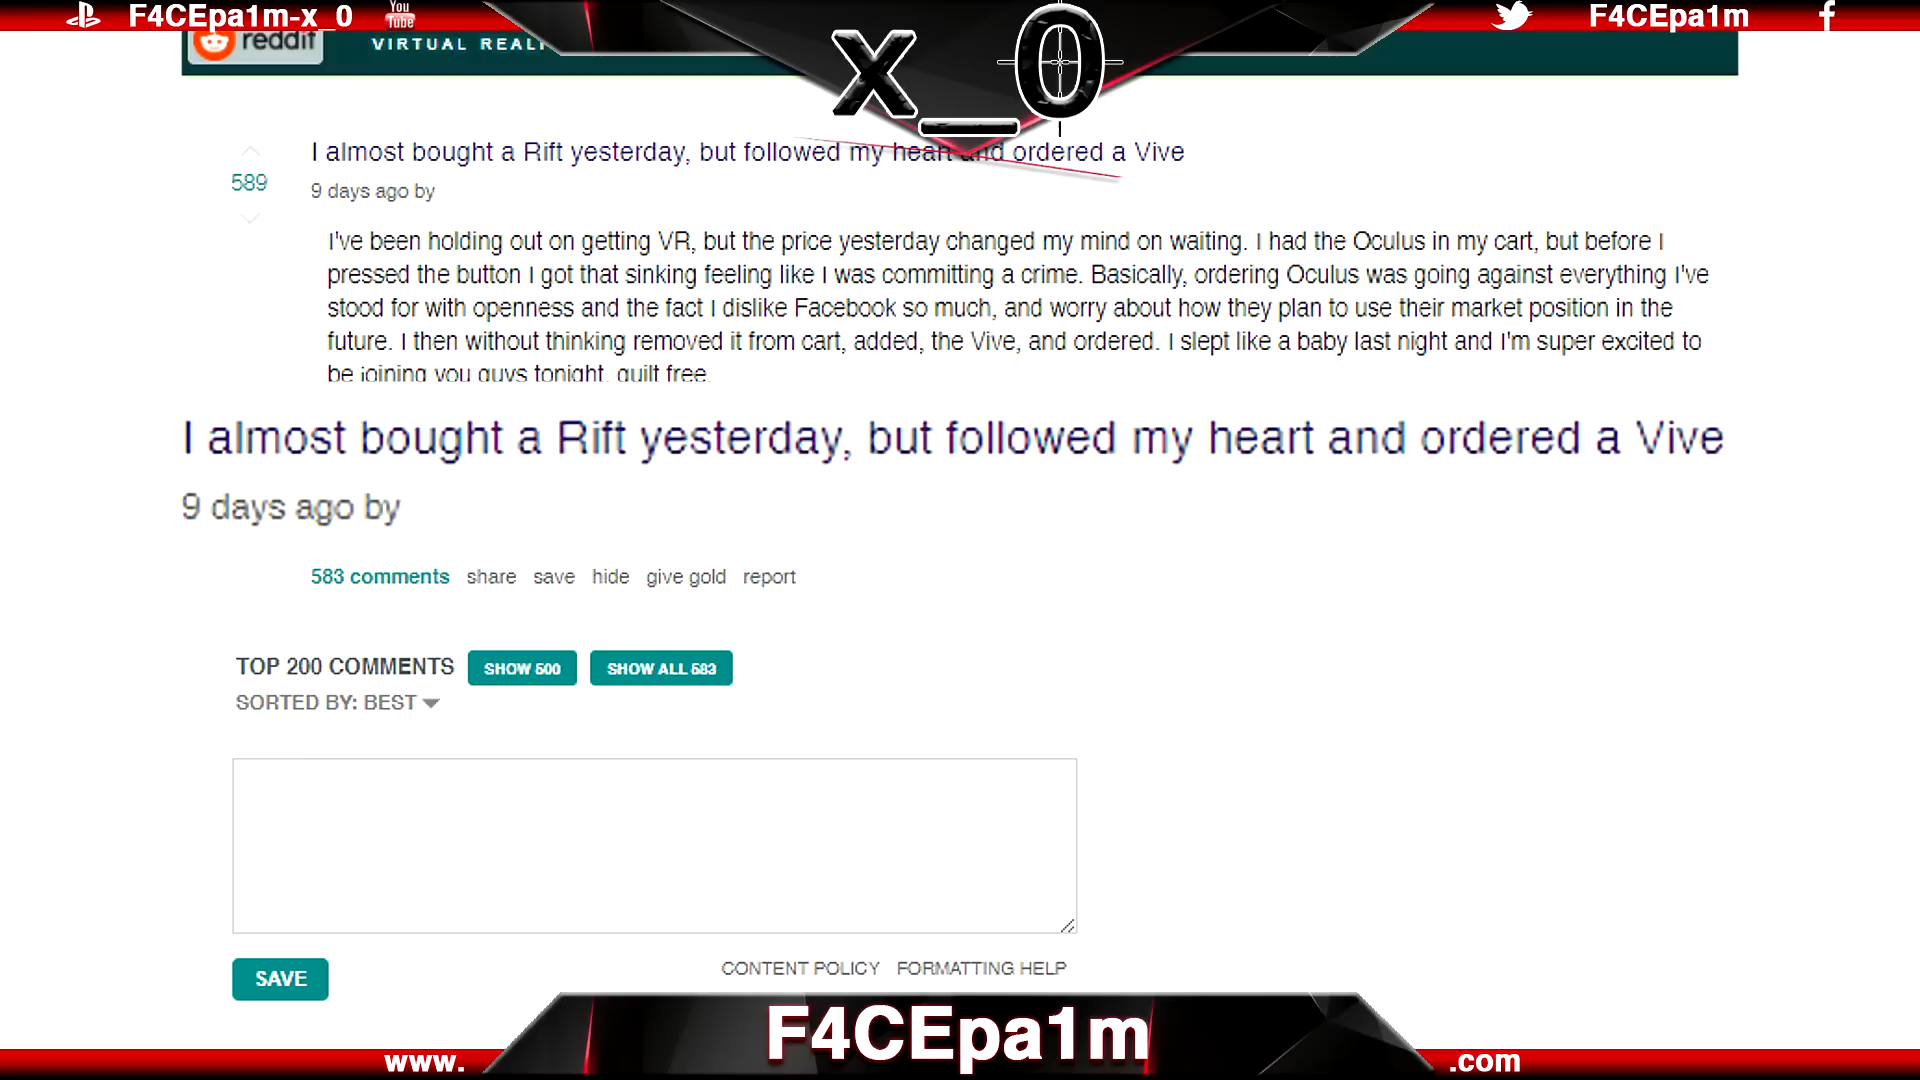 F4CEpa1m-x_0 You Tube x_0 F4CEpa1m
reddit VIRTUAL REALI
I almost bought a Rift yesterday, but followed my heart and ordered a Vive
589
9 days ago by
I've been holding out on getting VR, but the price yesterday changed my mind on waiting. I had the Oculus in my cart, but before I
pressed the button I got that sinking feeling like I was committing a crime. Basically, ordering Oculus was going against everything I've
stood for with openness and the fact I dislike Facebook so much, and worry about how they plan to use their market position in the
future. I then without thinking removed it from cart, added, the Vive, and ordered. I slept like a baby last night and I'm super excited to
be joining you guys tonight, guilt free.
I almost bought a Rift yesterday, but followed my heart and ordered a Vive
9 days ago by
583 comments share save hide give gold report
TOP 200 COMMENTS SHOW 500 SHOW ALL 583
SORTED BY: BEST
SAVE CONTENT POLICY FORMATTING HELP
www. F4CEpa1m .com